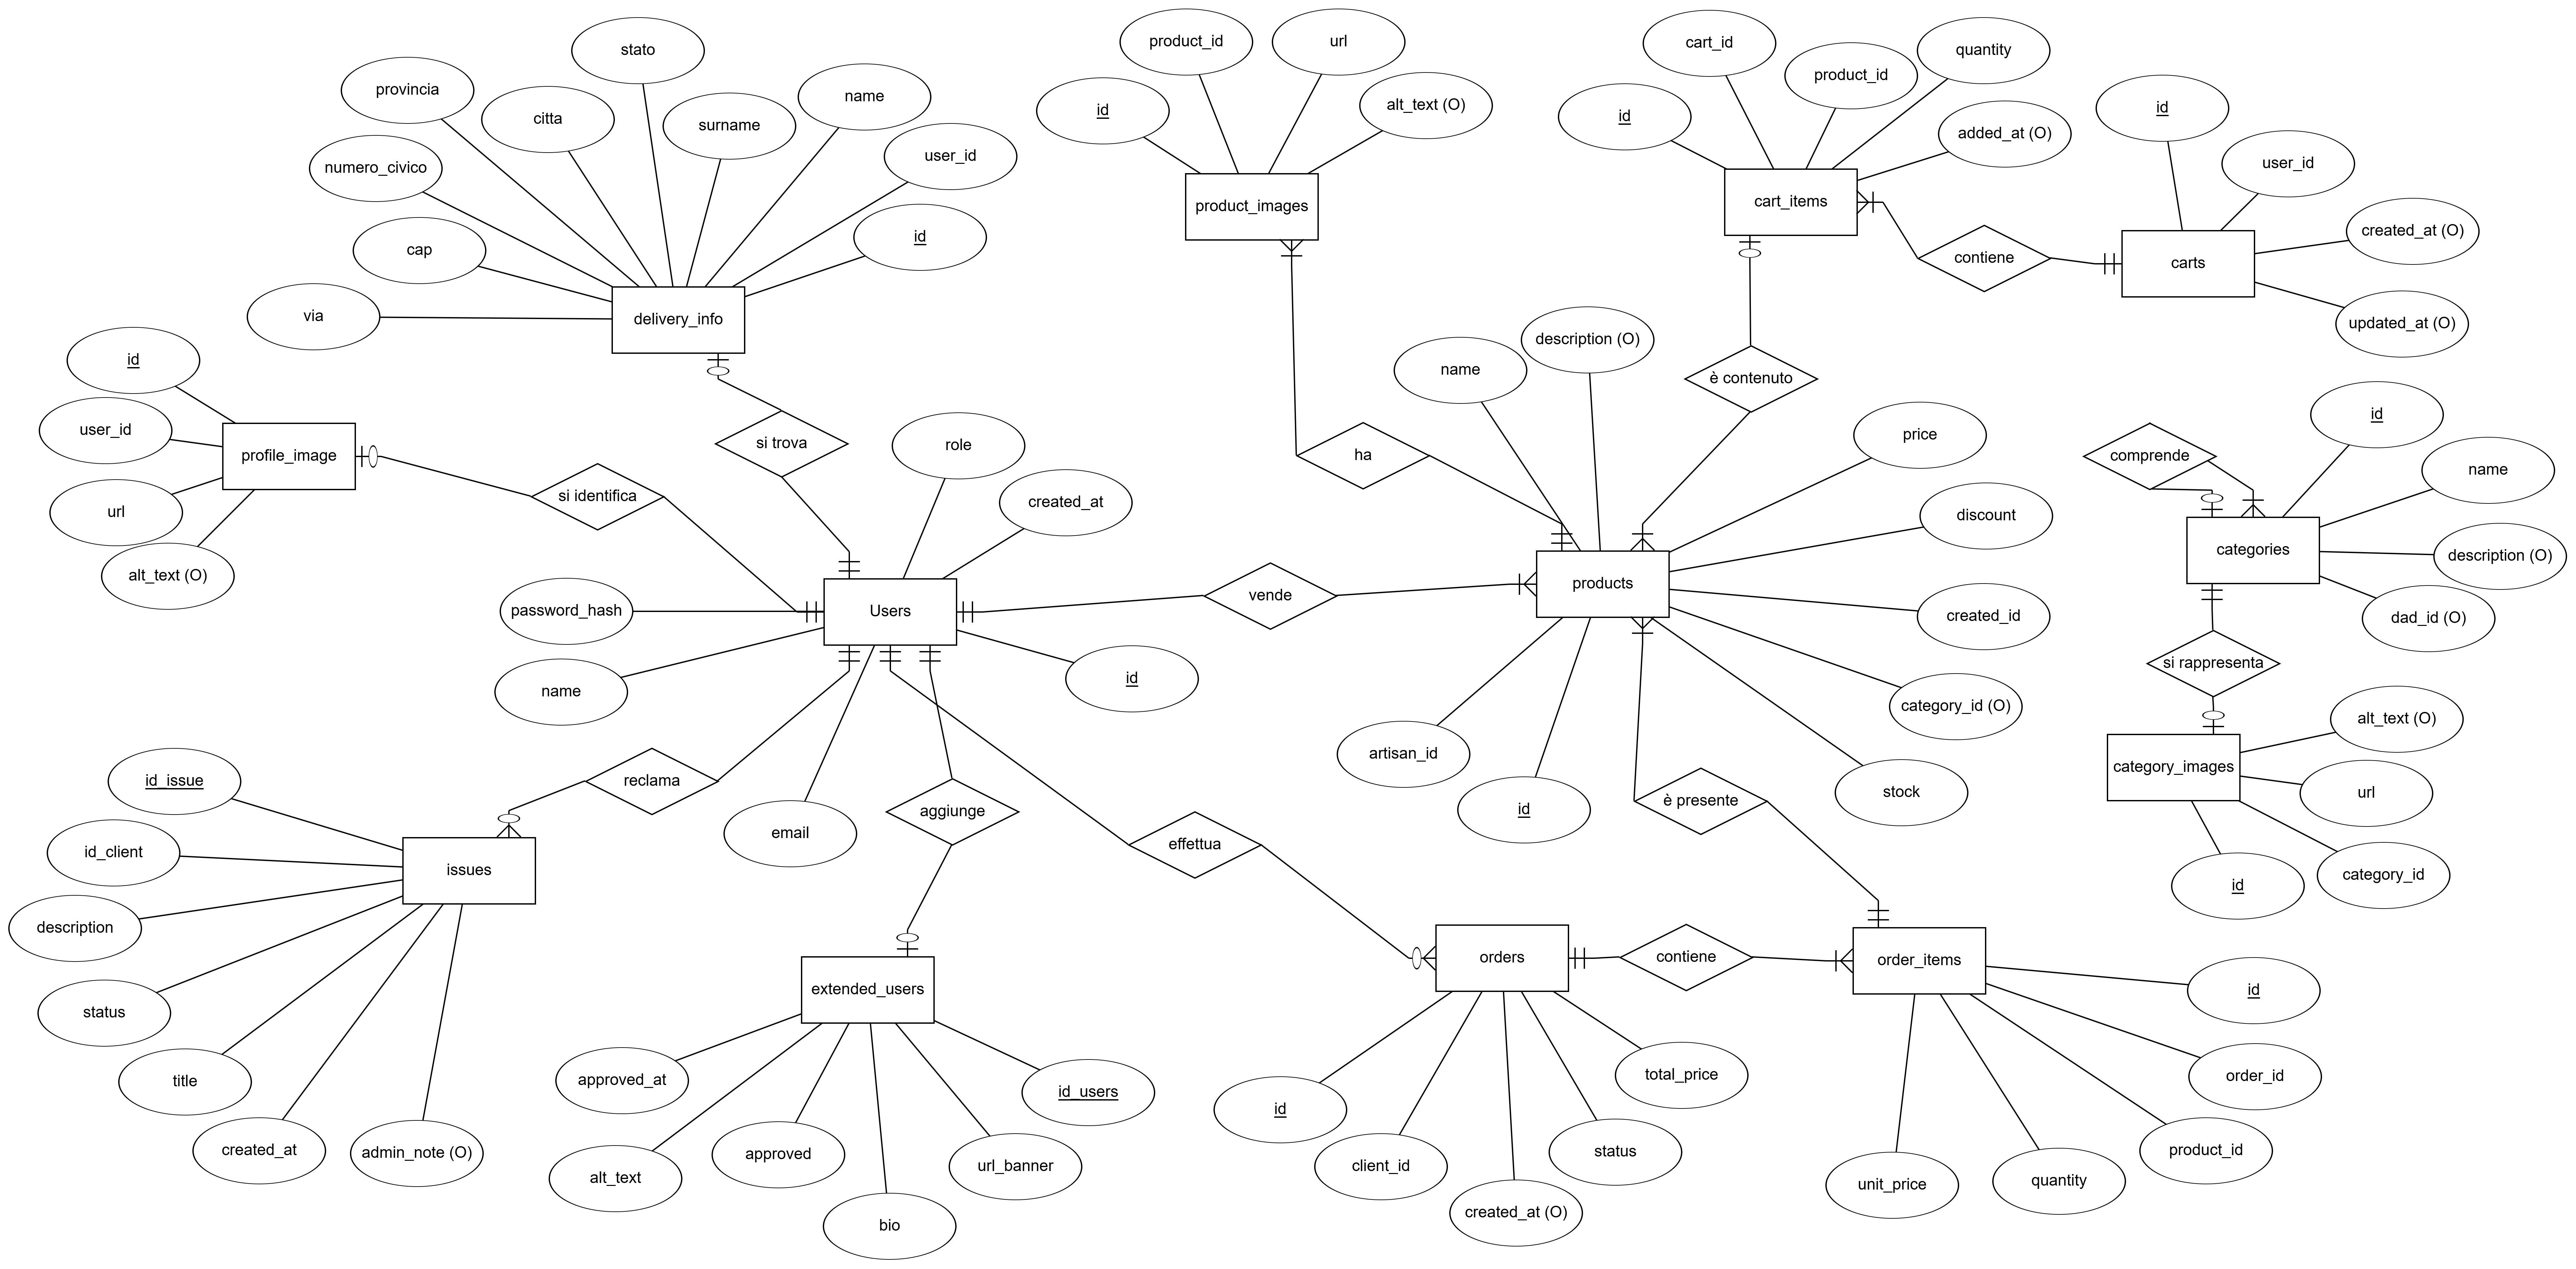 stato
product_id
url
cart_id
quantity
provincia
citta
surname
name
id
alt_text (O)
id
product_id
added_at (O)
id
numero_civico
user_id
user_id
cap
id
product_images
cart_items
created_at (O)
contiene
carts
via
delivery_info
updated_at (O)
id
description (O)
name
è contenuto
id
user_id
profile_image
si trova
role
ha
price
comprende
name
url
si identifica
created_at
discount
categories
description (O)
alt_text (O)
password_hash
Users
vende
products
created_id
dad_id (O)
name
id
category_id (O)
si rappresenta
alt_text (O)
id_issue
reclama
artisan_id
category_images
url
email
aggiunge
id
è presente
stock
id_client
issues
effettua
category_id
id
description
orders
contiene
order_items
status
extended_users
id
title
approved_at
id_users
id
total_price
order_id
created_at
admin_note (O)
alt_text
approved
url_banner
client_id
status
product_id
bio
created_at (O)
unit_price
quantity